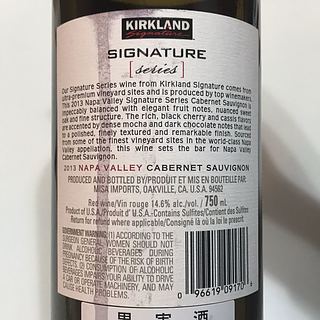 KIRKLAND
Signature
SIGNATURE
[series]
Our Signature Series wine from Kirkland Signature comes from
ultra-premium vineyard sites and is produced by top winemakers.
This 2013 Napa Valley Signature Series Cabernet Sauvignon is
impeccably balanced with elegant fruit notes, nuanced sweet
oak and fine structure. The rich, black cherry and cassis flavors
are accented by dense mocha and dark chocolate notes that lead
to a polished, finely textured and remarkable finish. Sourced
from some of the finest vineyard sites in the world-class Napa
Valley appellation, this wine sets the bar for Napa Valley
Cabernet Sauvignon.
2013 NAPA VALLEY CABERNET SAUVIGNON
PRODUCED AND BOTTLED BY/PRODUIT ET MIS EN BOUTEILLE PAR:
MISA IMPORTS, OAKVILLE, CA, U.S.A. 94562
Red wine/Vin rouge 14.6% alc./vol. / 750 mL
Product of U.S.A./Produit d' U.S.A.-Contains Sulfites/Contient des Sulfites
For refund where applicable/Consigné là où la loi le prescrit
GOVERNMENT WARNING: (1) ACCORDING TO THE
SURGEON GENERAL, WOMEN SHOULD NOT
DRINK ALCOHOLIC BEVERAGES DURING
PREGNANCY BECAUSE OF THE RISK OF BIRTH
DEFECTS. (2) CONSUMPTION OF ALCOHOLIC
BEVERAGES IMPAIRS YOUR ABILITY TO DRIVE
A CAR OR OPERATE MACHINERY, AND MAY
CAUSE HEALTH PROBLEMS.
0 96619 09170
果実酒